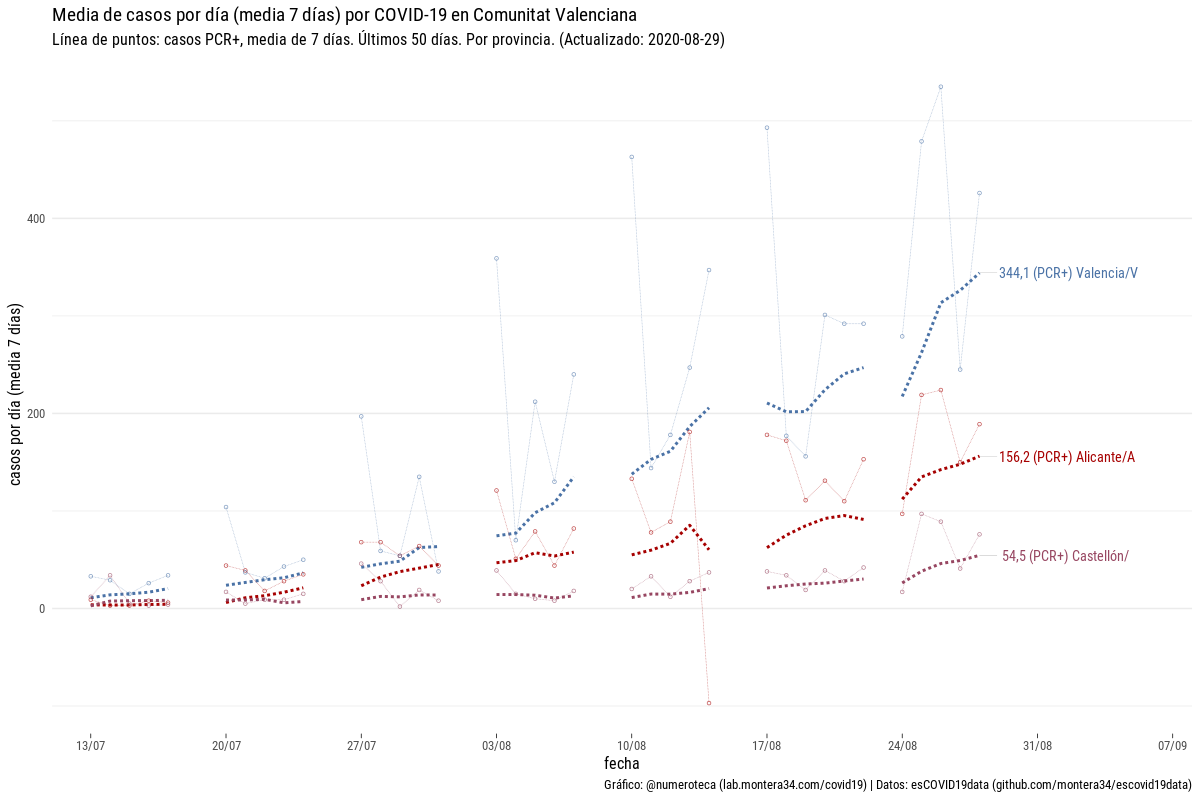 Media de casos por día (media 7 días) por COVID-19 en Comunitat Valenciana
Línea de puntos: casos PCR+, media de 7 días. Últimos 50 días. Por provincia. (Actualizado: 2020-08-29)
casos por día (media 7 días)
400
200
0
344,1 (PCR+) Valencia/V
156,2 (PCR+) Alicante/A
54,5 (PCR+) Castellón/
13/07
20/07
27/07
03/08
10/08
17/08
24/08
31/08
07/09
fecha
Gráfico: @numeroteca (lab.montera34.com/covid19) | Datos: esCOVID19data (github.com/montera34/escovid19data)